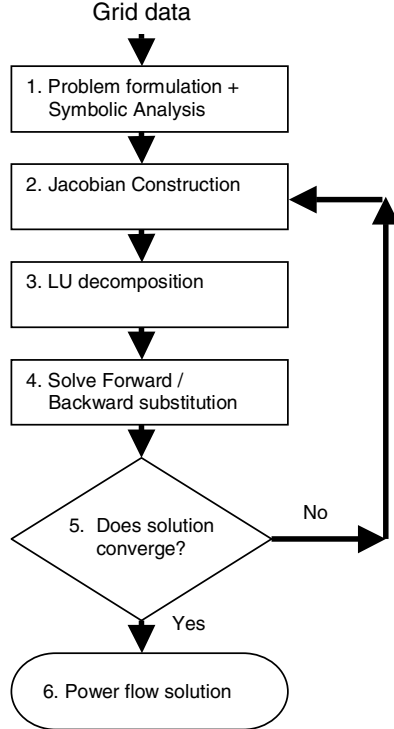 Grid data
1. Problem formulation +
Symbolic Analysis
2. Jacobian Construction
3. LU decomposition
4. Solve Forward /
Backward substitution
5. Does solution
converge?
No
Yes
6. Power flow solution